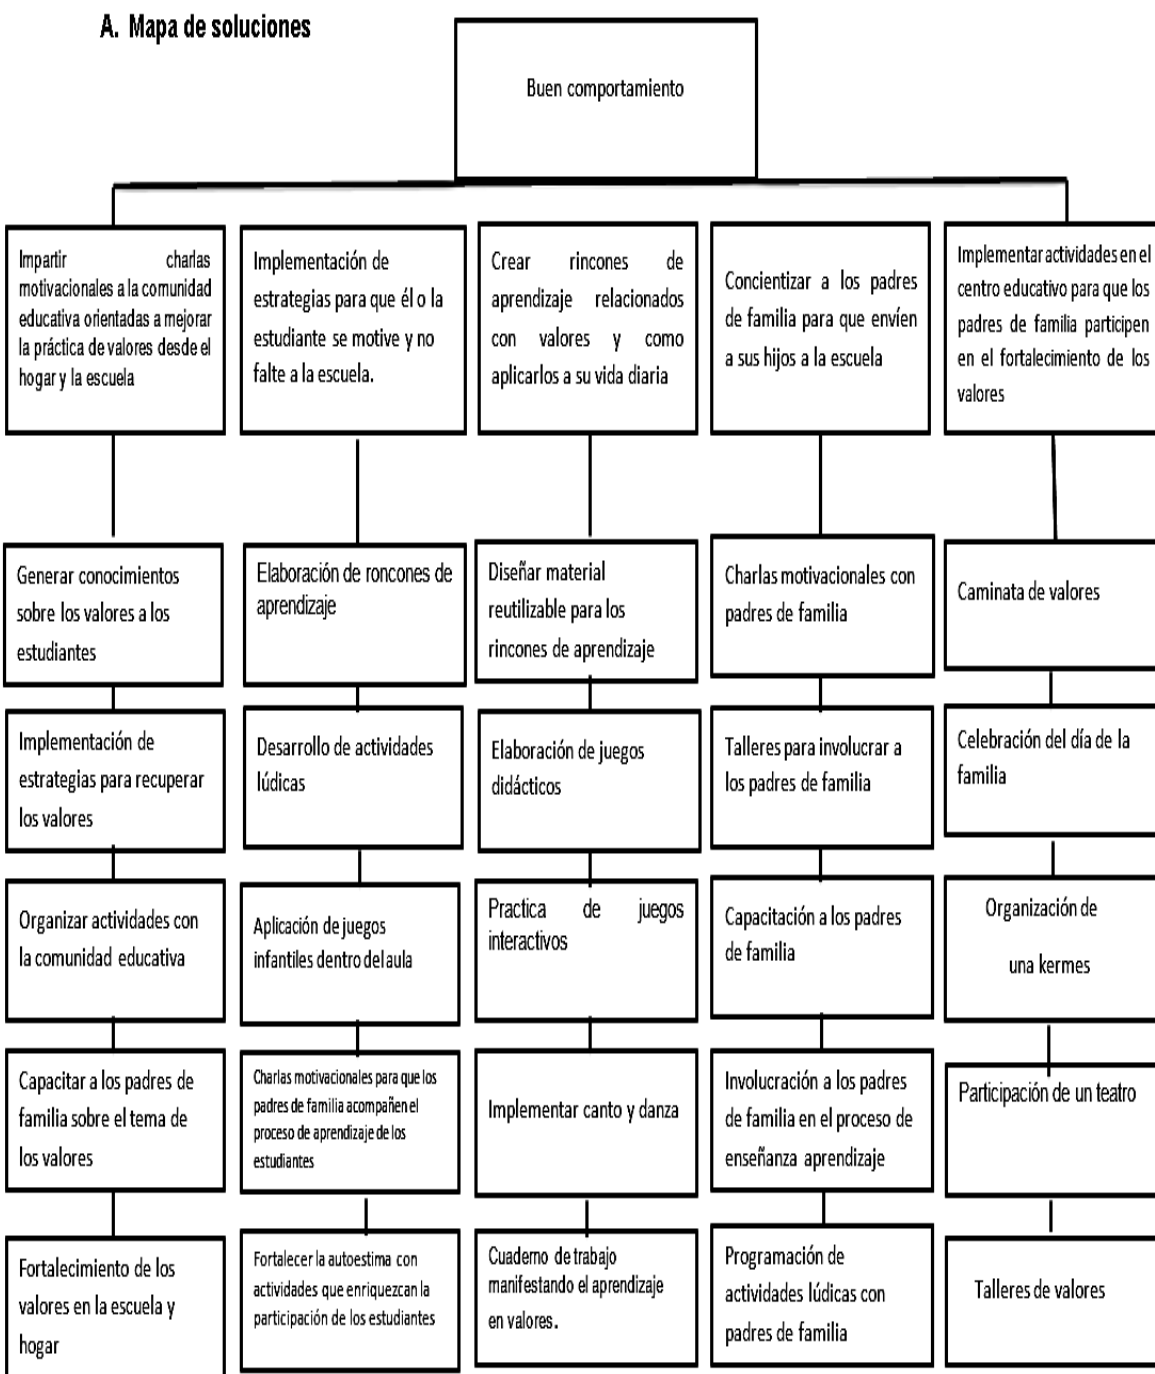 A. Mapa de soluciones
Buen comportamiento
Impartir charlas
motivacionales a la comunidad
educativa orientadas a mejorar
la práctica de valores desde el
hogar y la escuela
Implementación de
estrategias para que él o la
estudiante se motive y no
falte a la escuela.
Crear rincones de
aprendizaje relacionados
con valores y como
aplicarlos a su vida diaria
Concientizar a los padres
de familia para que envíen
a sus hijos a la escuela
Implementar actividades en el
centro educativo para que los
padres de familia participen
en el fortalecimiento de los
valores
Generar conocimientos
sobre los valores a los
estudiantes
Elaboración de roncones de
aprendizaje
Diseñar material
reutilizable para los
rincones de aprendizaje
Charlas motivacionales con
padres de familia
Caminata de valores
Implementación de
estrategias para recuperar
los valores
Desarrollo de actividades
lúdicas
Elaboración de juegos
didácticos
Talleres para involucrar a
los padres de familia
Celebración del día de la
familia
Organizar actividades con
la comunidad educativa
Aplicación de juegos
infantiles dentro del aula
Practica de juegos
interactivos
Capacitación a los padres
de familia
Organización de
una kermes
Capacitar a los padres de
familia sobre el tema de
los valores
Charlas motivacionales para que los
padres de familia acompañen el
proceso de aprendizaje de los
estudiantes
Implementar canto y danza
Involucración a los padres
de familia en el proceso de
enseñanza aprendizaje
Participación de un teatro
Fortalecimiento de los
valores en la escuela y
hogar
Fortalecer la autoestima con
actividades que enriquezcan la
participación de los estudiantes
Cuaderno de trabajo
manifestando el aprendizaje
en valores.
Programación de
actividades lúdicas con
padres de familia
Talleres de valores